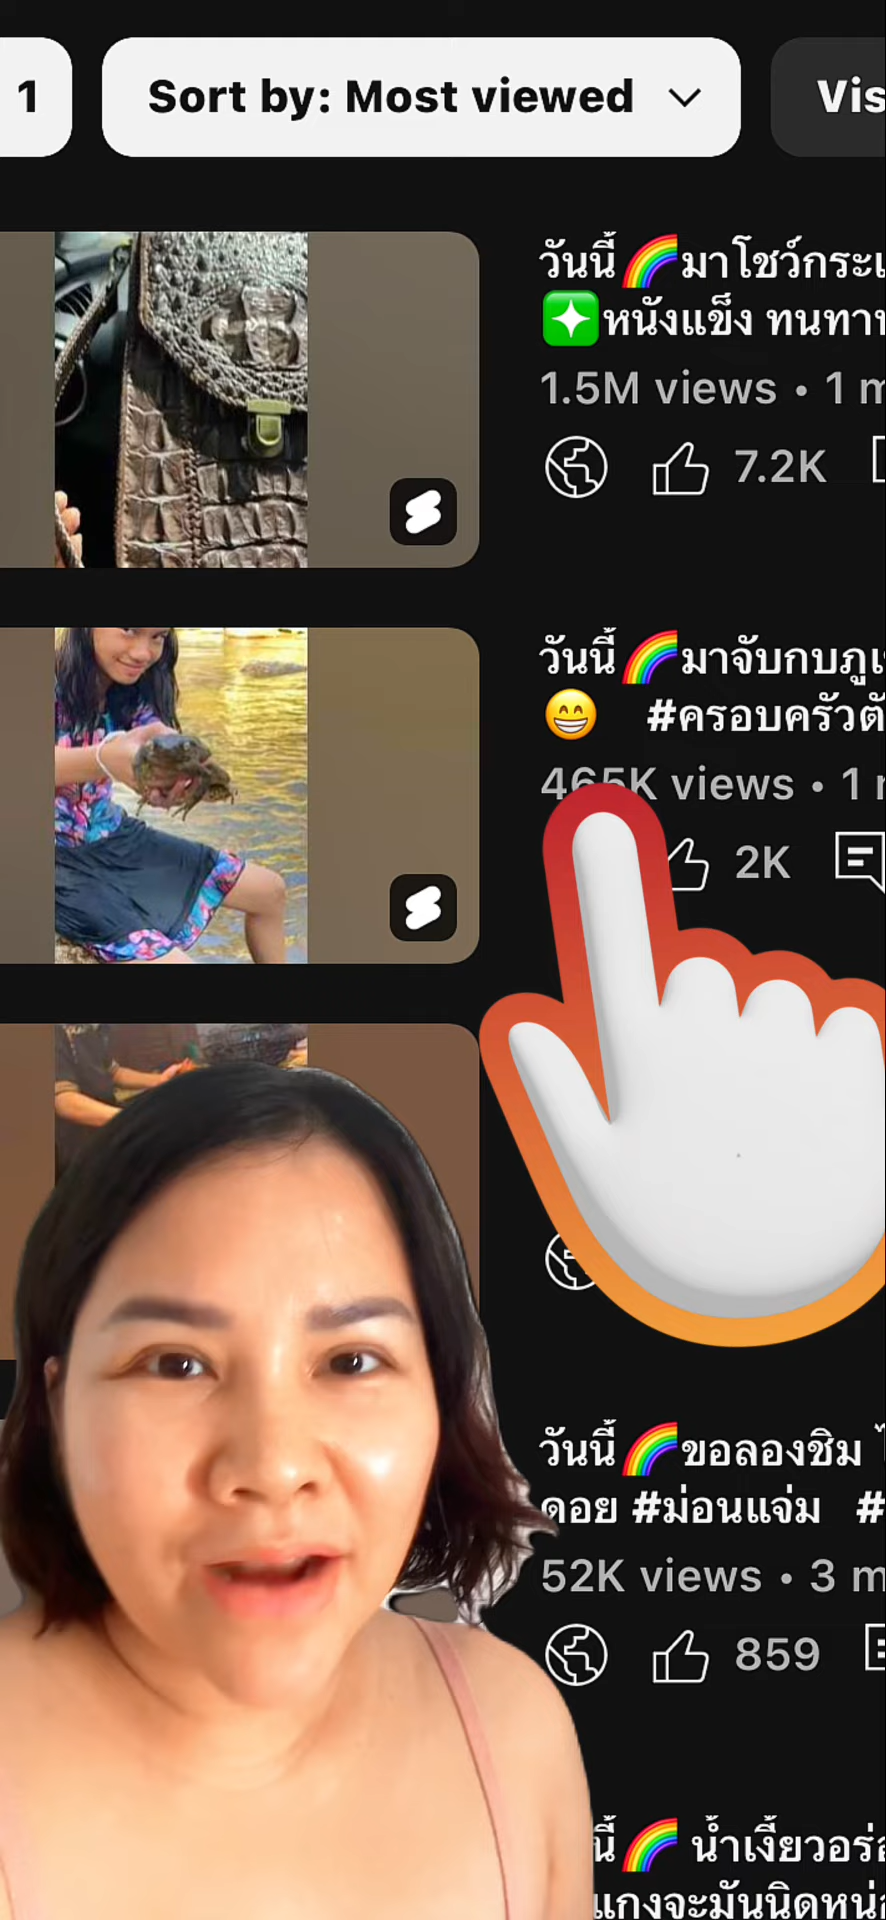 1
Sort by: Most viewed
Vis
วันนี้🌈มาโชว์กระเ
❇️หนังแข็ง ทนทา
1.5M views • 1 m
7.2K
วันนี้🌈มาจับกบภูเ
😁 #ครอบครัวตั
465K views • 1
2K
วันนี้🌈ขอลองชิม
ดอย #ม่อนแจ่ม #
52K views • 3 m
859
นี้🌈 น้ำเงี้ยวอร่
แกงจะมันนิดหน่